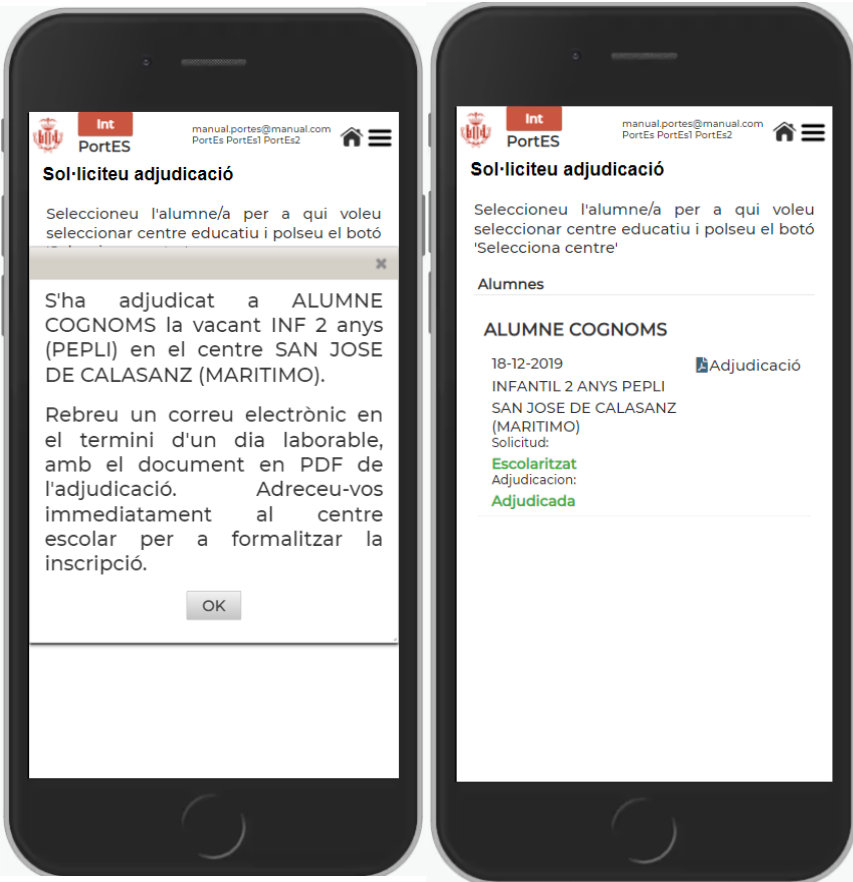 Int
PortES
manual.portes@manual.com
PortEs PortEs1 PortEs2
Sol·liciteu adjudicació
Seleccioneu l'alumne/a per a qui voleu
seleccionar centre educatiu i polseu el botó
S'ha adjudicat a ALUMNE
COGNOMS la vacant INF 2 anys
(PEPLI) en el centre SAN JOSE
DE CALASANZ (MARITIMO).
Rebreu un correu electrònic en
el termini d'un dia laborable,
amb el document en PDF de
l'adjudicació. Adreceu-vos
immediatament al centre
escolar per a formalitzar la
inscripció.
OK
Int
PortES
manual.portes@manual.com
PortEs PortEs1 PortEs2
Sol·liciteu adjudicació
Seleccioneu l'alumne/a per a qui voleu
seleccionar centre educatiu i polseu el botó
'Selecciona centre'
Alumnes
ALUMNE COGNOMS
18-12-2019
Adjudicació
INFANTIL 2 ANYS PEPLI
SAN JOSE DE CALASANZ
(MARITIMO)
Solicitud:
Escolaritzat
Adjudicacion:
Adjudicada